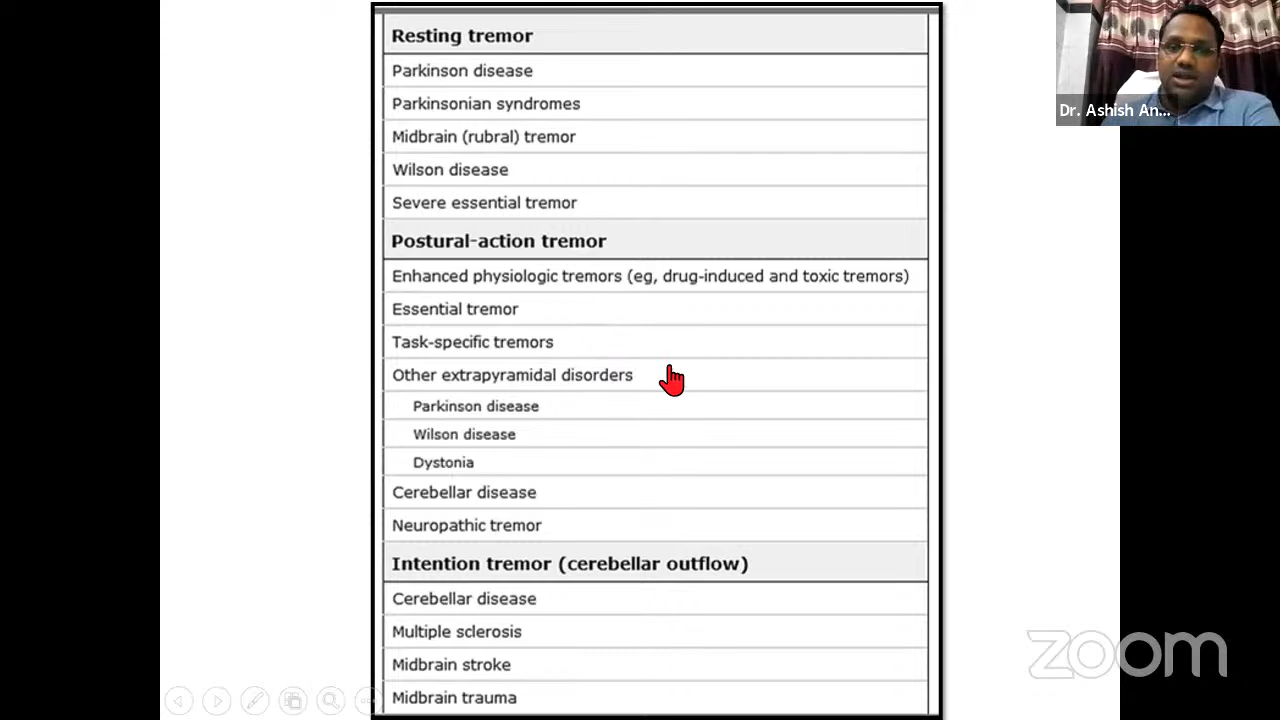 Resting tremor
Parkinson disease
Parkinsonian syndromes
Midbrain (rubral) tremor
Wilson disease
Severe essential tremor
Postural-action tremor
Enhanced physiologic tremors (eg, drug-induced and toxic tremors)
Essential tremor
Task-specific tremors
Other extrapyramidal disorders
Parkinson disease
Wilson disease
Dystonia
Cerebellar disease
Neuropathic tremor
Intention tremor (cerebellar outflow)
Cerebellar disease
Multiple sclerosis
Midbrain stroke
Midbrain trauma
Dr. Ashish An...
zoom